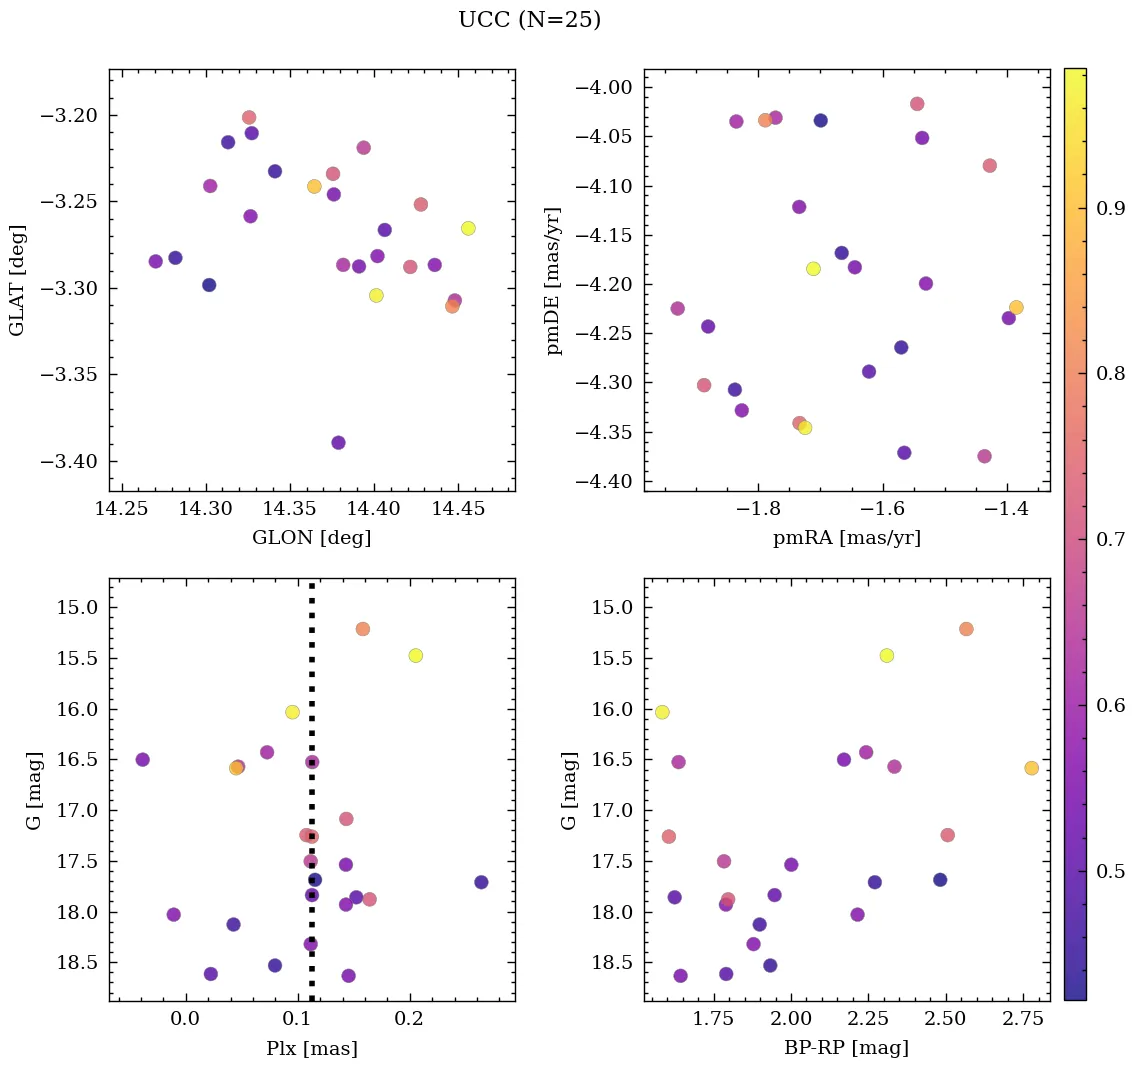 UCC (N=25)
−3.20
−3.25
−3.30
−3.35
−3.40
GLAT [deg]
14.25 14.30 14.35 14.40 14.45
GLON [deg]
−4.00
−4.05
−4.10
−4.15
−4.20
−4.25
−4.30
−4.35
−4.40
pmDE [mas/yr]
−1.8 −1.6 −1.4
pmRA [mas/yr]
15.0
15.5
16.0
16.5
17.0
17.5
18.0
18.5
G [mag]
0.0 0.1 0.2
Plx [mas]
15.0
15.5
16.0
16.5
17.0
17.5
18.0
18.5
G [mag]
1.75 2.00 2.25 2.50 2.75
BP-RP [mag]
0.9
0.8
0.7
0.6
0.5